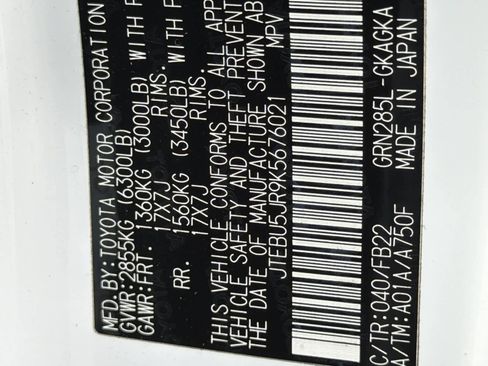 MFD.BY:TOYOTA MOTOR CORPORATION
GVWR:2855KG (6300LB)
GAWR:FRT. 1360KG (3000LB) WITH P
17X7J RIMS.
RR. 1560KG (3450LB) WITH P
17X7J RIMS.
THIS VEHICLE CONFORMS TO ALL APP
VEHICLE SAFETY AND THEFT PREVENT
THE DATE OF MANUFACTURE SHOWN AB
JTEBU5JR9K5676021 MPV
C/TR:040/FB22 GRN285L-GKAGKA
A/TM:A01A/A750F MADE IN JAPAN